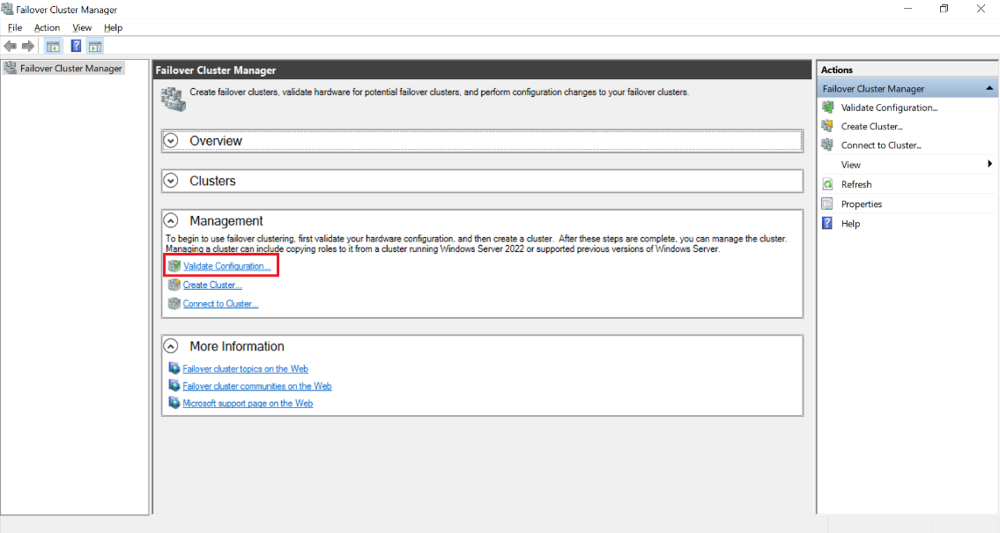 Failover Cluster Manager
File Action View Help
Failover Cluster Manager
Failover Cluster Manager
Create failover clusters, validate hardware for potential failover clusters, and perform configuration changes to your failover clusters.
Overview
Clusters
Management
To begin to use failover clustering, first validate your hardware configuration, and then create a cluster. After these steps are complete, you can manage the cluster.
Managing a cluster can include copying roles to it from a cluster running Windows Server 2022 or supported previous versions of Windows Server.
Validate Configuration...
Create Cluster...
Connect to Cluster...
More Information
Failover cluster topics on the Web
Failover cluster communities on the Web
Microsoft support page on the Web
Actions
Failover Cluster Manager
Validate Configuration...
Create Cluster...
Connect to Cluster...
View
Refresh
Properties
Help